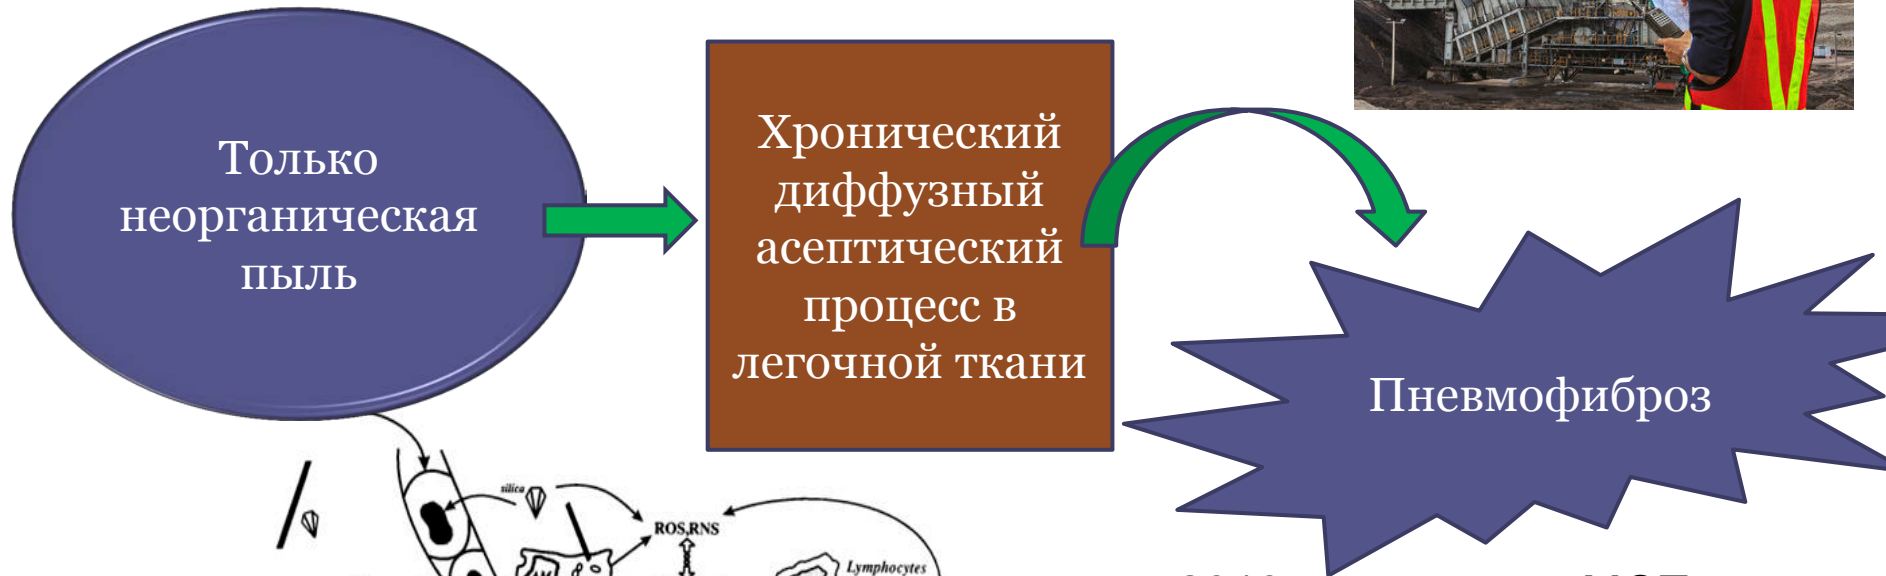 Только
неорганическая
пыль
Хронический
диффузный
асептический
процесс в
легочной ткани
Пневмофиброз
silica
ROS,RNS
Lymphocytes